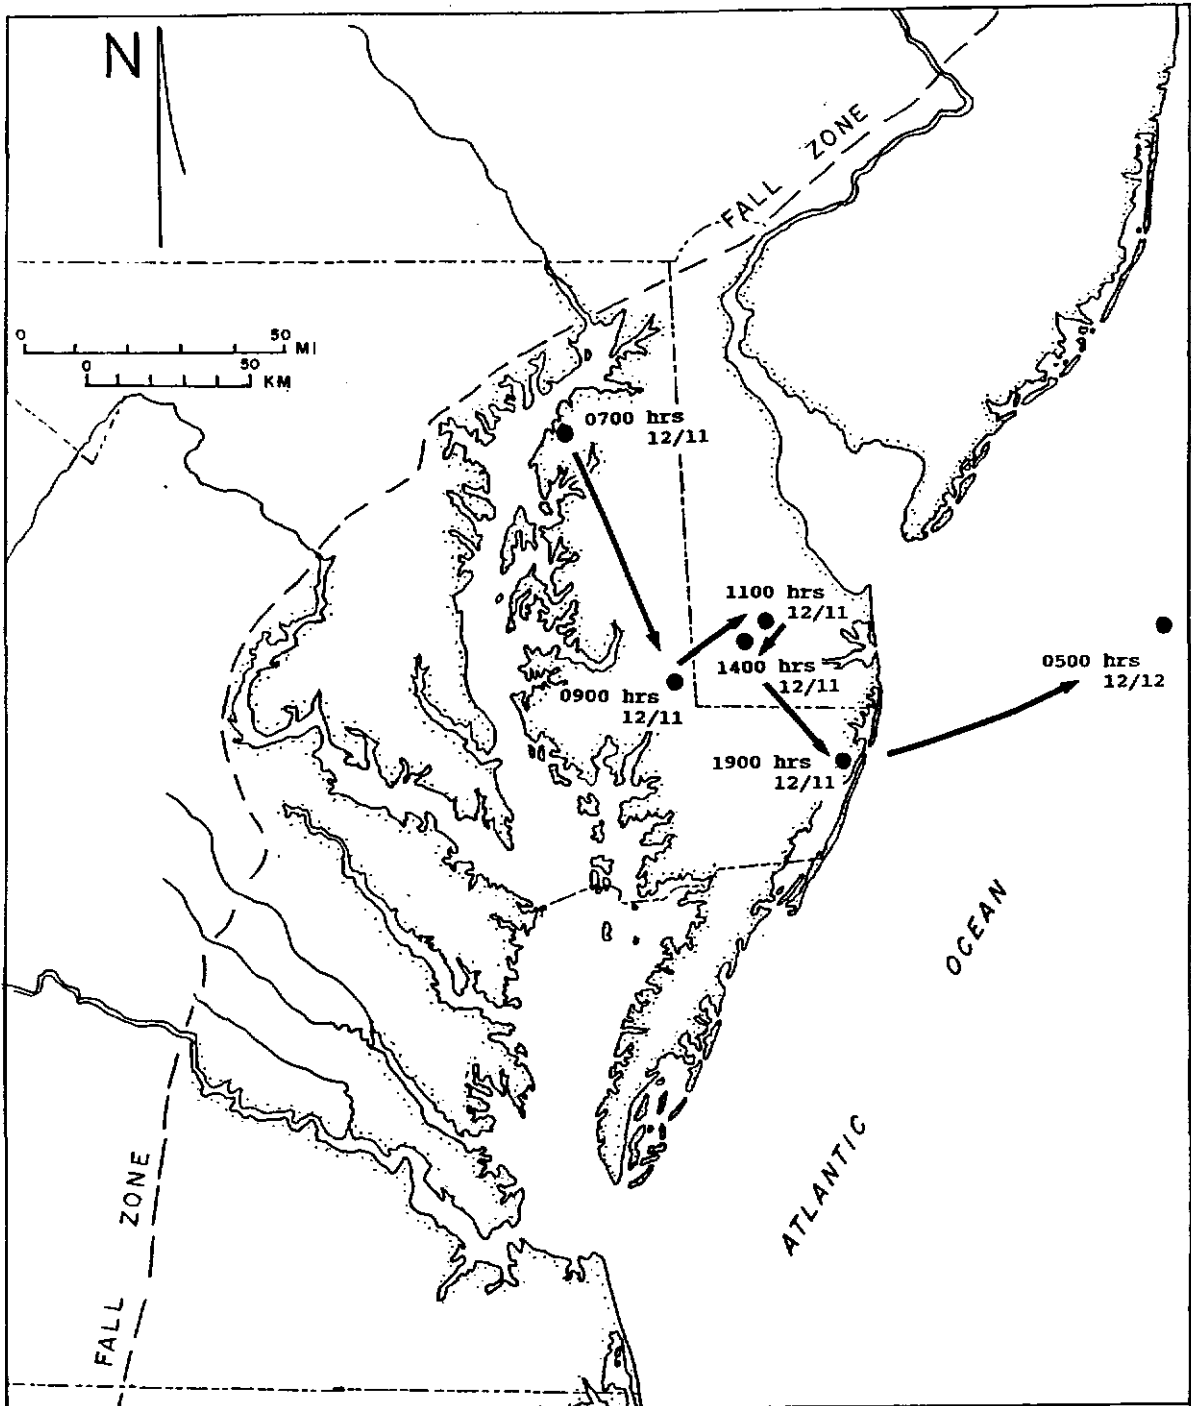 N
FALL ZONE
0 50 MI
0 50 KM
0700 hrs
12/11
1100 hrs
12/11
1400 hrs
12/11
0500 hrs
12/12
0900 hrs
12/11
1900 hrs
12/11
OCEAN
ATLANTIC
FALL ZONE